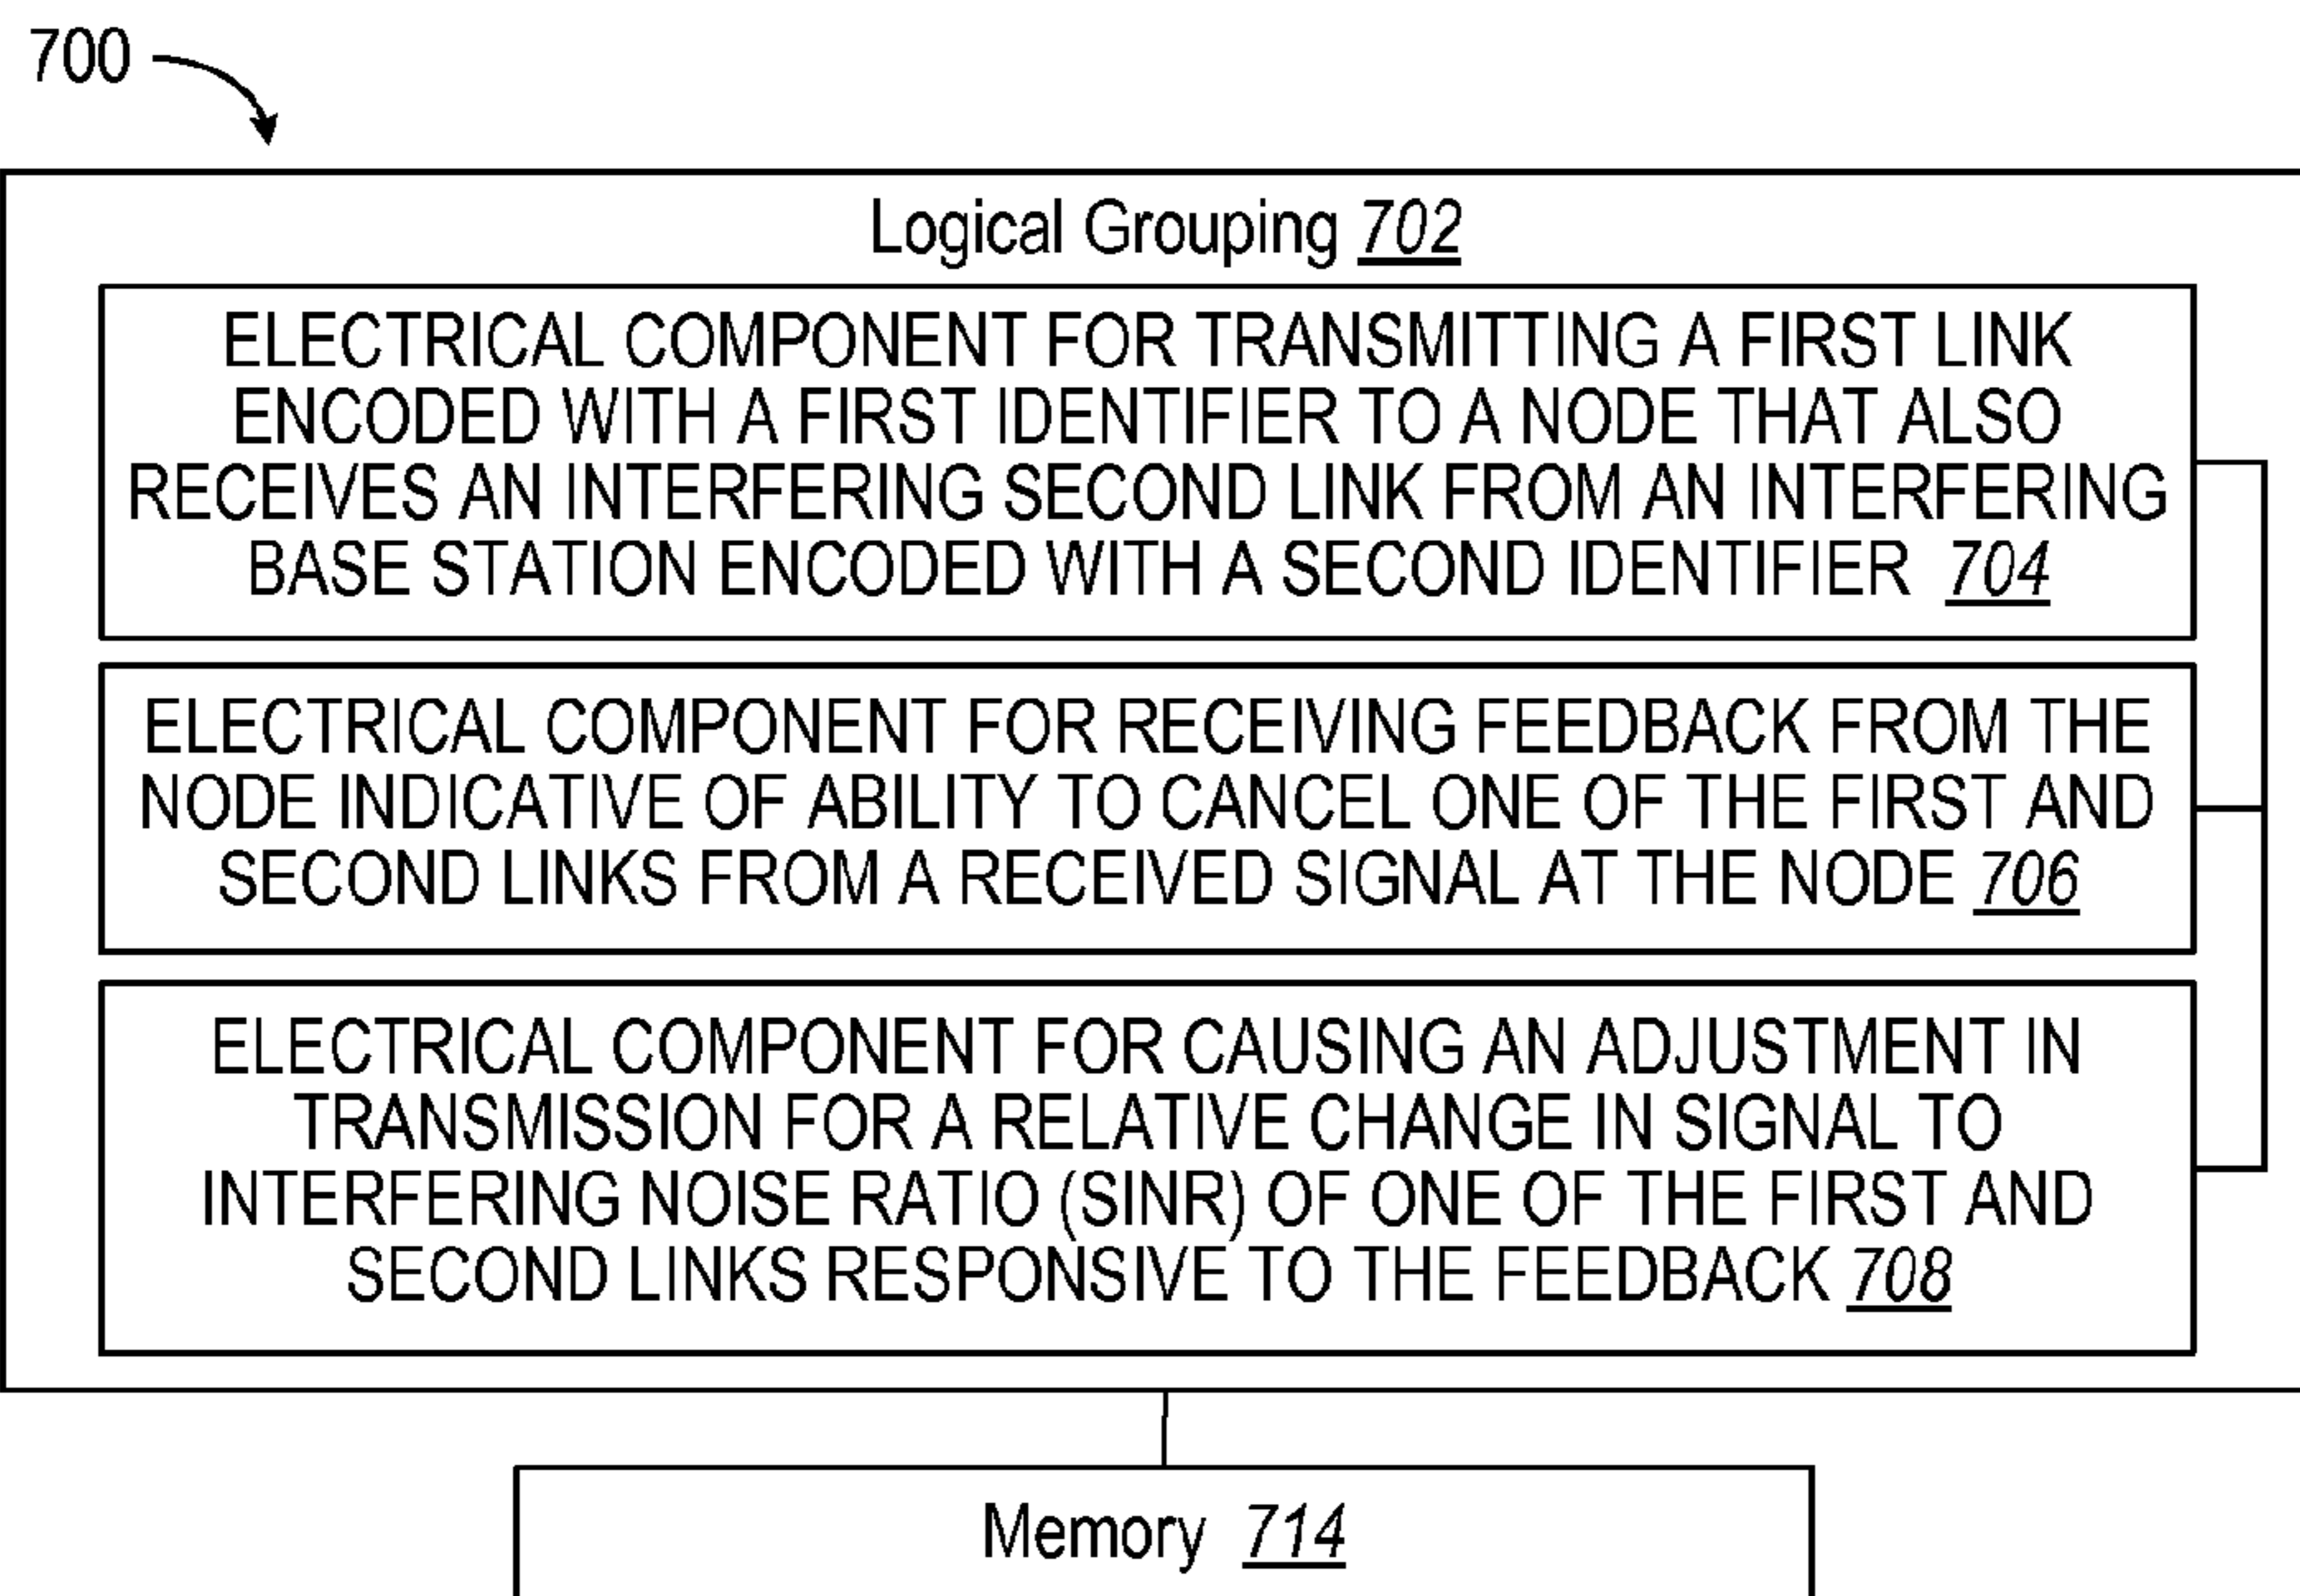 700
Logical Grouping 702
ELECTRICAL COMPONENT FOR TRANSMITTING A FIRST LINK
ENCODED WITH A FIRST IDENTIFIER TO A NODE THAT ALSO
RECEIVES AN INTERFERING SECOND LINK FROM AN INTERFERING
BASE STATION ENCODED WITH A SECOND IDENTIFIER 704
ELECTRICAL COMPONENT FOR RECEIVING FEEDBACK FROM THE
NODE INDICATIVE OF ABILITY TO CANCEL ONE OF THE FIRST AND
SECOND LINKS FROM A RECEIVED SIGNAL AT THE NODE 706
ELECTRICAL COMPONENT FOR CAUSING AN ADJUSTMENT IN
TRANSMISSION FOR A RELATIVE CHANGE IN SIGNAL TO
INTERFERING NOISE RATIO (SINR) OF ONE OF THE FIRST AND
SECOND LINKS RESPONSIVE TO THE FEEDBACK 708
Memory 714